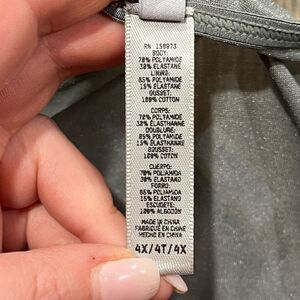 RN 158973
BODY:
70% POLYAMIDE
30% ELASTANE
LINING:
85% POLYAMIDE
15% ELASTANE
GUSSET:
100% COTTON
CORPS:
70% POLYAMIDE
30% ÉLASTHANNE
DOUBLURE:
85% POLYAMIDE
15% ÉLASTHANNE
GOUSSET:
100% COTON
CUERPO:
70% POLIAMIDA
30% ELASTANO
FORRO:
85% POLIAMIDA
15% ELASTANO
ESCUDETE:
100% ALGODÓN
MADE IN CHINA
FABRIQUÉ EN CHINE
HECHO EN CHINA
4X/4T/4X